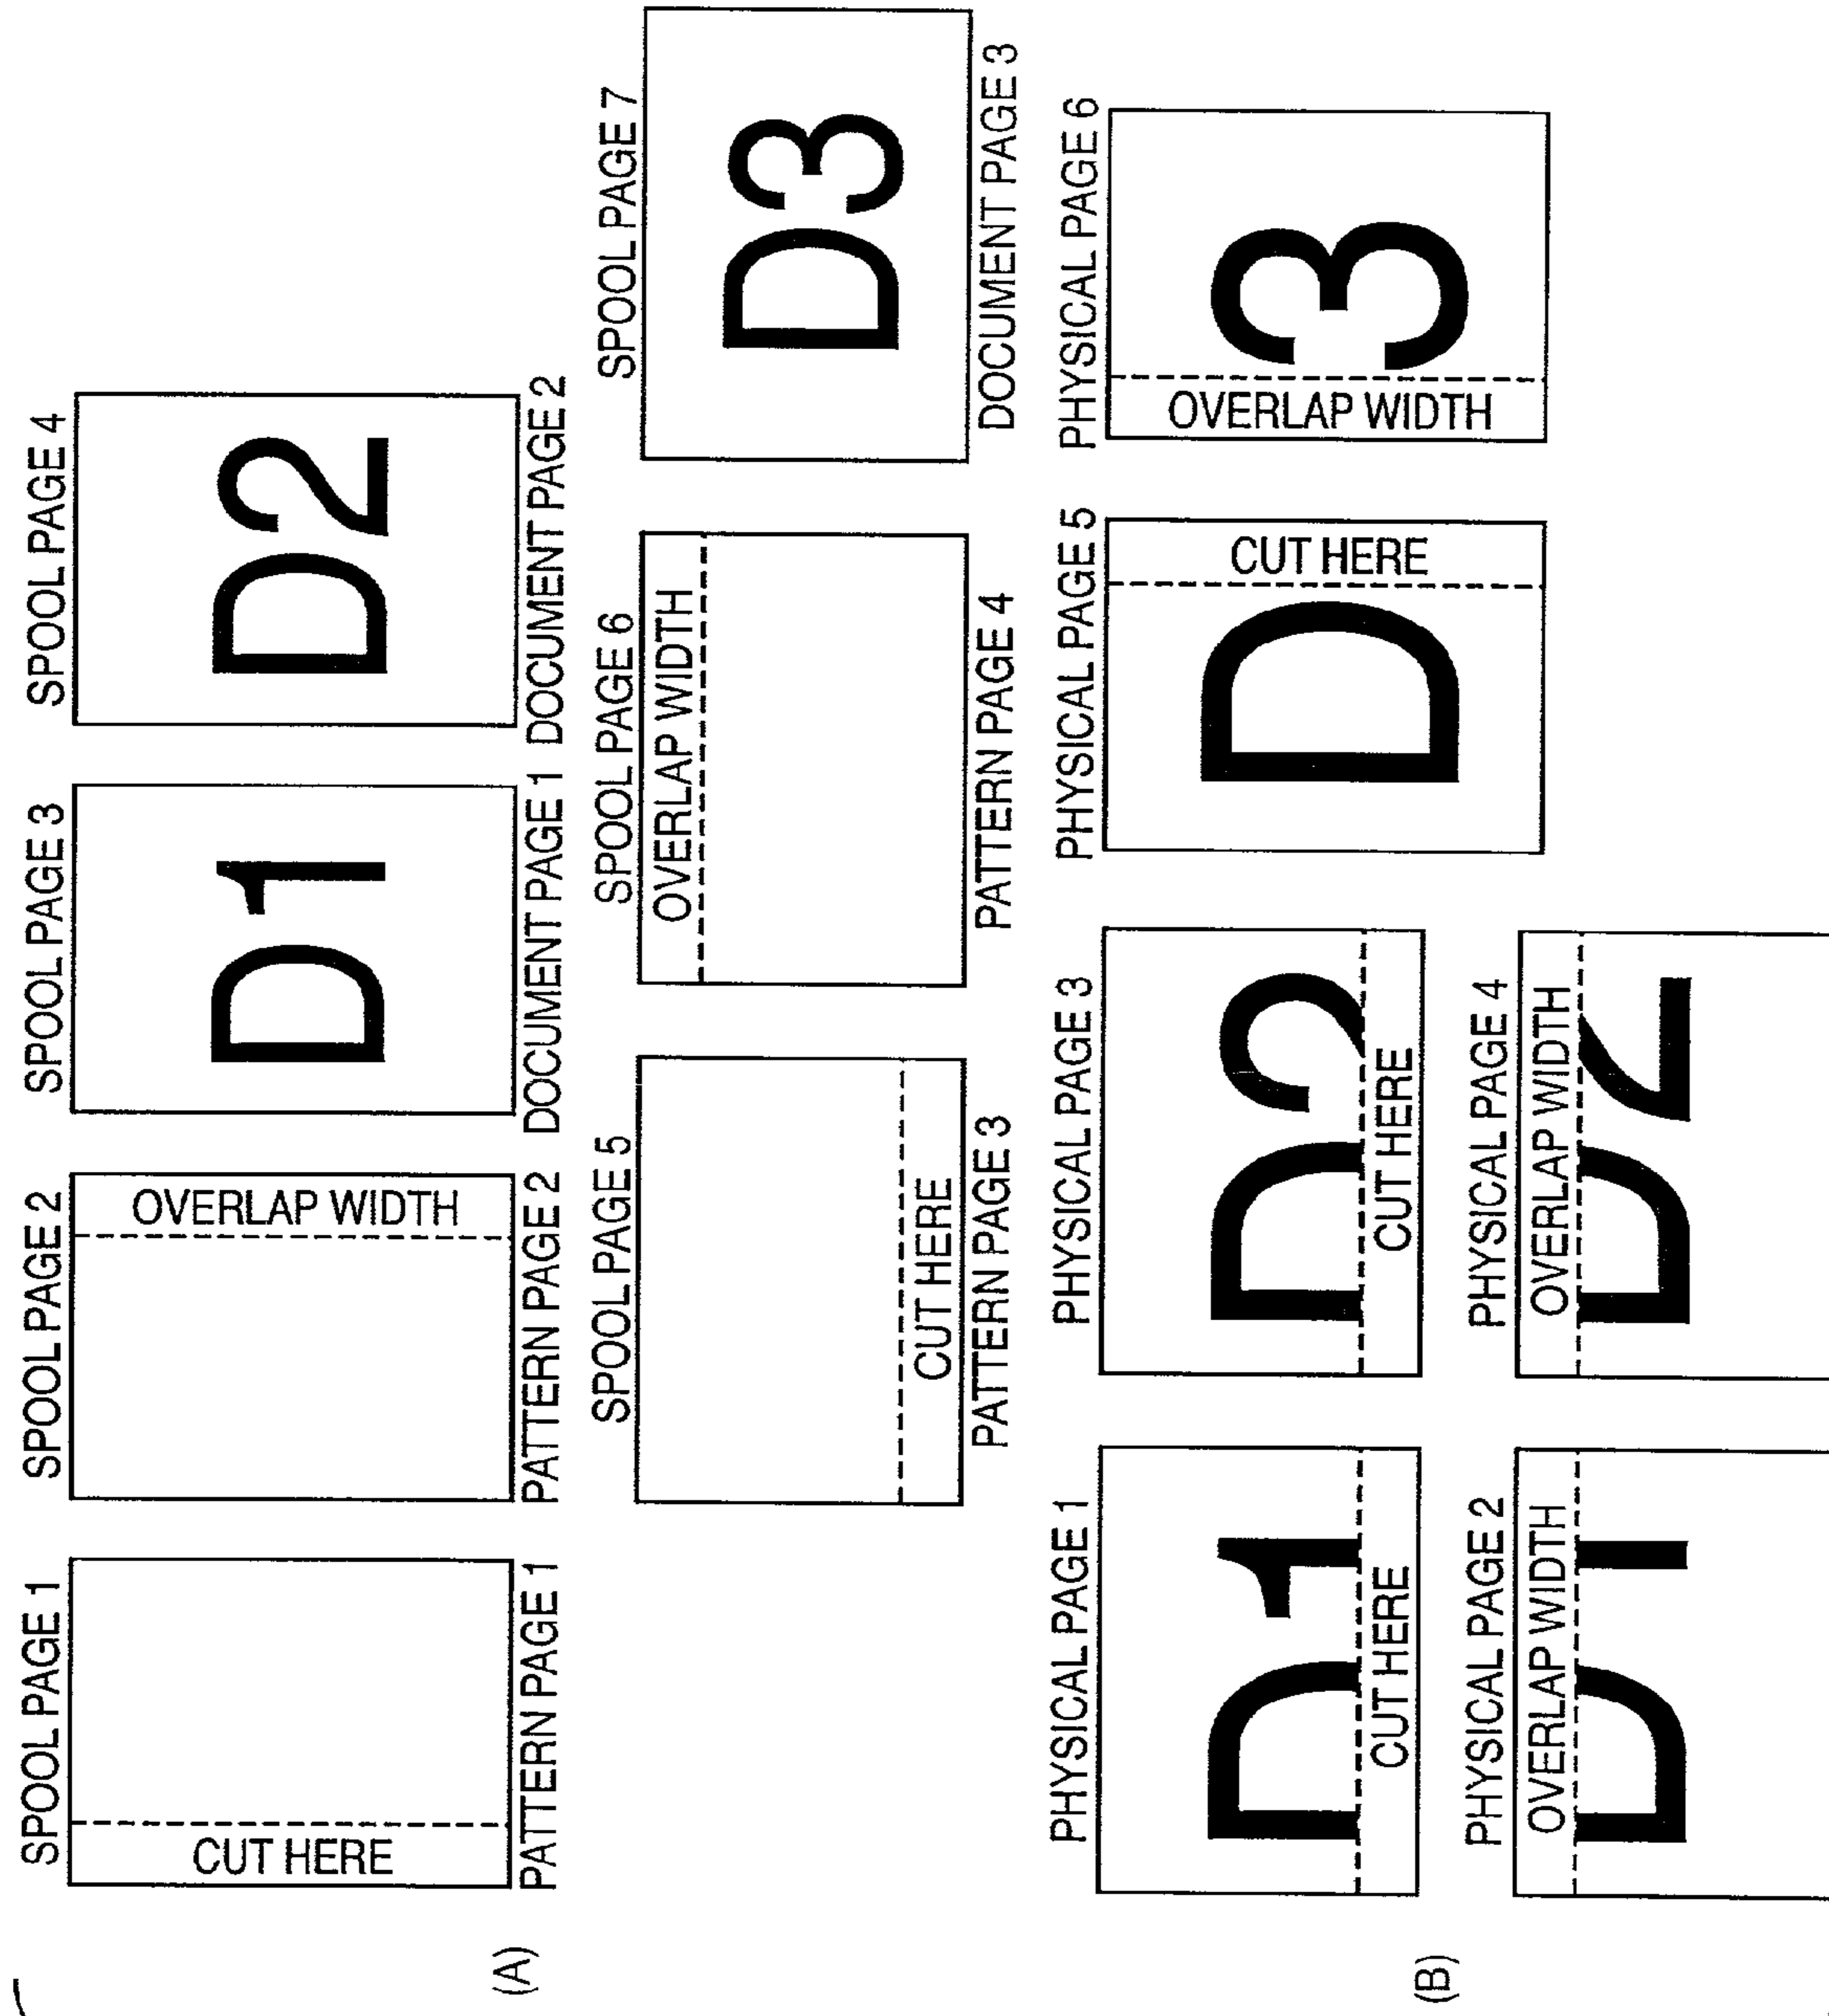 SPOOL PAGE 1 SPOOL PAGE 2 SPOOL PAGE 3 SPOOL PAGE 4
CUT HERE OVERLAP WIDTH D1 D2
PATTERN PAGE 1 PATTERN PAGE 2 DOCUMENT PAGE 1 DOCUMENT PAGE 2
(A)
SPOOL PAGE 5 SPOOL PAGE 6 SPOOL PAGE 7
OVERLAP WIDTH
D3
CUT HERE
PATTERN PAGE 3 PATTERN PAGE 4 DOCUMENT PAGE 3
PHYSICAL PAGE 1 PHYSICAL PAGE 3 PHYSICAL PAGE 5 PHYSICAL PAGE 6
D1 D2 D CUT HERE OVERLAP WIDTH 3
CUT HERE CUT HERE
(B)
PHYSICAL PAGE 2 PHYSICAL PAGE 4
OVERLAP WIDTH OVERLAP WIDTH
D1 D2